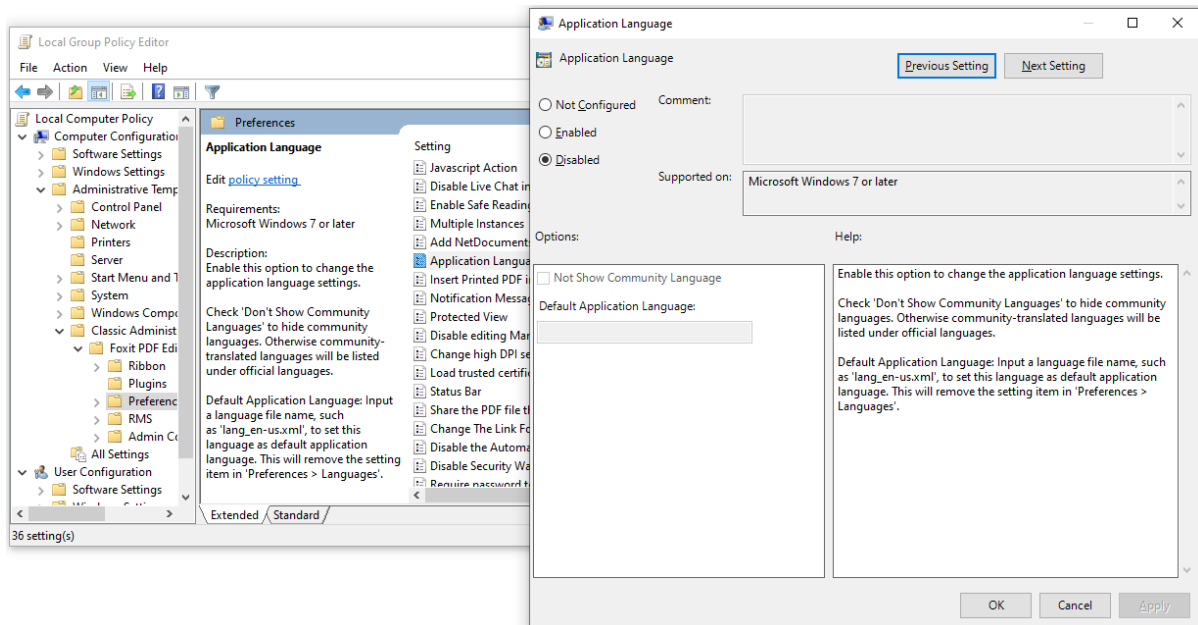 Local Group Policy Editor
File Action View Help
Local Computer Policy
Computer Configuration
Software Settings
Windows Settings
Administrative Temp
Control Panel
Network
Printers
Server
Start Menu and T
System
Windows Compo
Classic Administ
Foxit PDF Edi
Ribbon
Plugins
Preferenc
RMS
Admin Co
All Settings
User Configuration
Software Settings
36 setting(s)
Preferences
Application Language
Edit policy setting
Requirements:
Microsoft Windows 7 or later
Description:
Enable this option to change the
application language settings.
Check 'Don't Show Community
Languages' to hide community
languages. Otherwise community-
translated languages will be listed
under official languages.
Default Application Language: Input
a language file name, such
as 'lang_en-us.xml', to set this
language as default application
language. This will remove the setting
item in 'Preferences > Languages'.
Setting
Javascript Action
Disable Live Chat in
Enable Safe Reading
Multiple Instances
Add NetDocument
Application Langua
Insert Printed PDF i
Notification Messag
Protected View
Disable editing Mar
Change high DPI se
Load trusted certifi
Status Bar
Share the PDF file t
Change The Link Fo
Disable the Automa
Disable Security Wa
Require password t
Extended Standard
Application Language
Application Language
Previous Setting Next Setting
Not Configured
Enabled
Disabled
Comment:
Supported on:
Microsoft Windows 7 or later
Options:
Not Show Community Language
Default Application Language:
Help:
Enable this option to change the application language settings.
Check 'Don't Show Community Languages' to hide community
languages. Otherwise community-translated languages will be
listed under official languages.
Default Application Language: Input a language file name, such
as 'lang_en-us.xml', to set this language as default application
language. This will remove the setting item in 'Preferences >
Languages'.
OK Cancel Apply